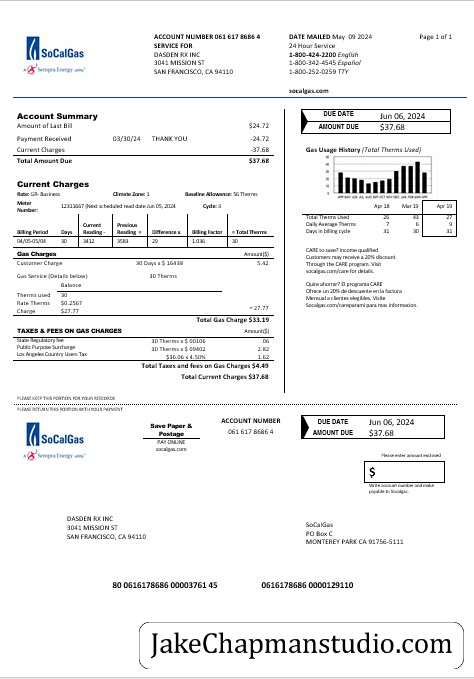 SoCalGas
A Sempra Energy utility
ACCOUNT NUMBER 061 617 8686 4
SERVICE FOR
DASDEN RX INC
3041 MISSION ST
SAN FRANCISCO, CA 94110
DATE MAILED May 09 2024
24 Hour Service
1-800-424-2200 English
1-800-342-4545 Español
1-800-252-0259 TTY
socalgas.com
Page 1 of 1
Account Summary
Amount of Last Bill $24.72
Payment Received 03/30/24 THANK YOU -24.72
Current Charges -37.68
Total Amount Due $37.68
DUE DATE Jun 06, 2024
AMOUNT DUE $37.68
Gas Usage History (Total Therms Used)
Apr 18 Mar 19 Apr 19
Total Therms Used 26 43 27
Daily Average Therms 7 6 9
Days in billing cycle 31 30 31
CARE to save? Income qualified
Customers may receive a 20% discount
Through the CARE program. Visit
socalgas.com/care for details.
Quire ahorrar? El programa CARE
Ofrece un 20% de descuento en la factura
Mensual a clientes elegibles. Visite
Socalgas.com/careparami para mas informacion.
Current Charges
Rate: GR- Business Climate Zone: 1 Baseline Allowance: 56 Therms
Meter Number: 12311667 (Next scheduled read date Jun 05, 2024 Cycle: 4
Billing Period Days Current Reading - Previous Reading = Difference x Billing Factor = Total Therms
04/05-05/04 30 3412 3583 29 1.036 30
Gas Charges Amount($)
Customer Charge 30 Days x $ 16438 5.42
Gas Service (Details below) 30 Therms
Balance
Therms used 30
Rate Therms $0.2567
Charge $27.77 = 27.77
Total Gas Charge $33.19
TAXES & FEES ON GAS CHARGES Amount($)
State Regulatory fee 30 Therms x $ 00106 06
Public Purpose Surcharge 30 Therms x $ 09402 2.82
Los Angeles Country Users Tax $36.06 x 4.50% 1.62
Total Taxes and fees on Gas Charges $4.49
Total Current Charges $37.68
PLEASE KEEP THIS PORTION FOR YOUR RECORDS
PLEASE RETURN THIS PORTION WITH YOUR PAYMENT
SoCalGas
A Sempra Energy utility
Save Paper &
Postage
PAY ONLINE
socalgas.com
ACCOUNT NUMBER
061 617 8686 4
DUE DATE Jun 06, 2024
AMOUNT DUE $37.68
Please enter amount enclosed
$
Write account number and make
payable to Socalgas.
DASDEN RX INC
3041 MISSION ST
SAN FRANCISCO, CA 94110
SoCalGas
PO Box C
MONTEREY PARK CA 91756-5111
80 0616178686 00003761 45 0616178686 0000129110
JakeChapmanstudio.com